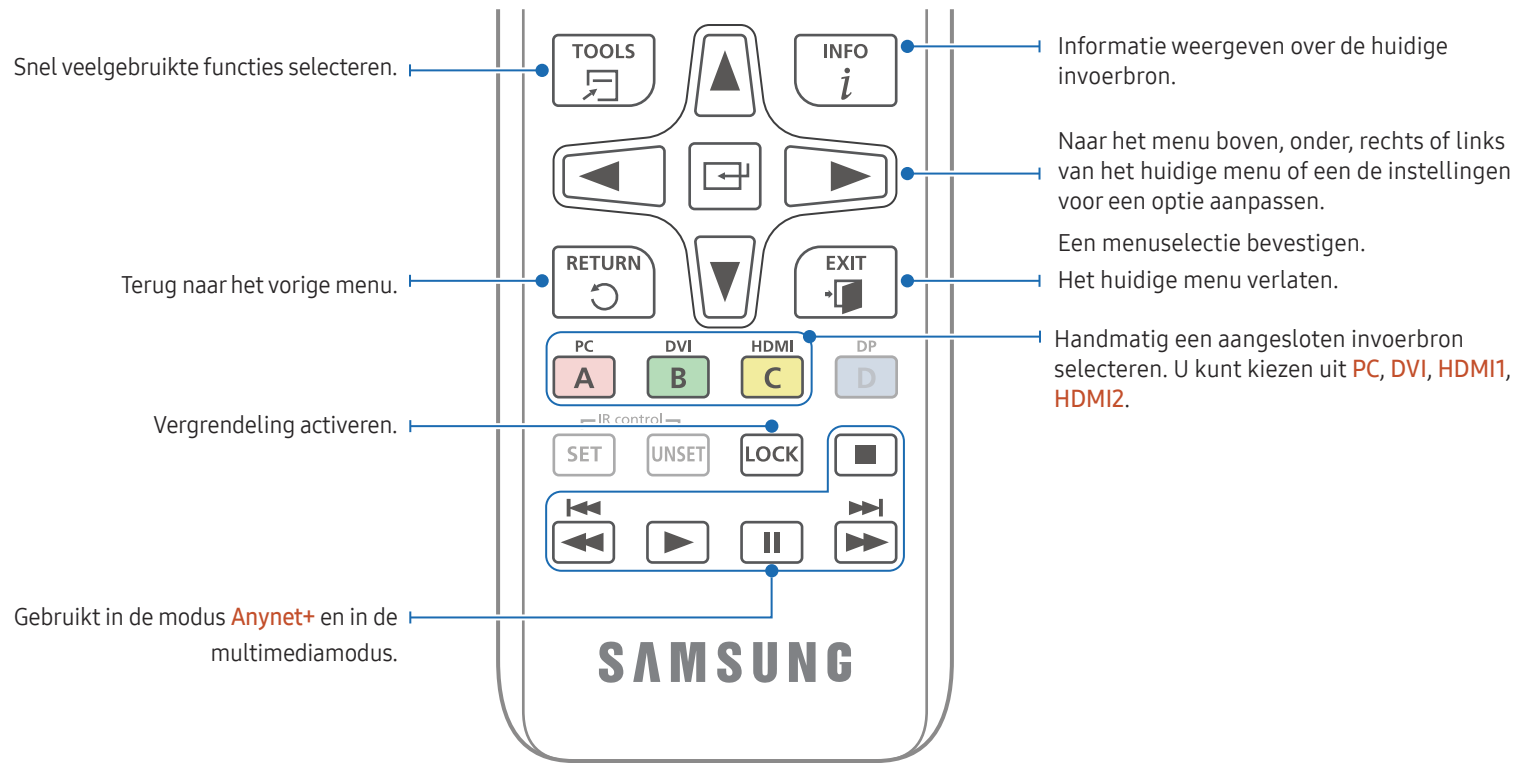 TOOLS
INFO
Snel veelgebruikte functies selecteren.
Informatie weergeven over de huidige
invoerbron.
Naar het menu boven, onder, rechts of links
van het huidige menu of een de instellingen
voor een optie aanpassen.
Een menuselectie bevestigen.
RETURN
EXIT
Terug naar het vorige menu.
Het huidige menu verlaten.
PC
DVI
HDMI
DP
A
B
C
D
Handmatig een aangesloten invoerbron
selecteren. U kunt kiezen uit PC, DVI, HDMI1,
HDMI2.
IR control
Vergrendeling activeren.
SET
UNSET
LOCK
Gebruikt in de modus Anynet+ en in de
multimediamodus.
SAMSUNG